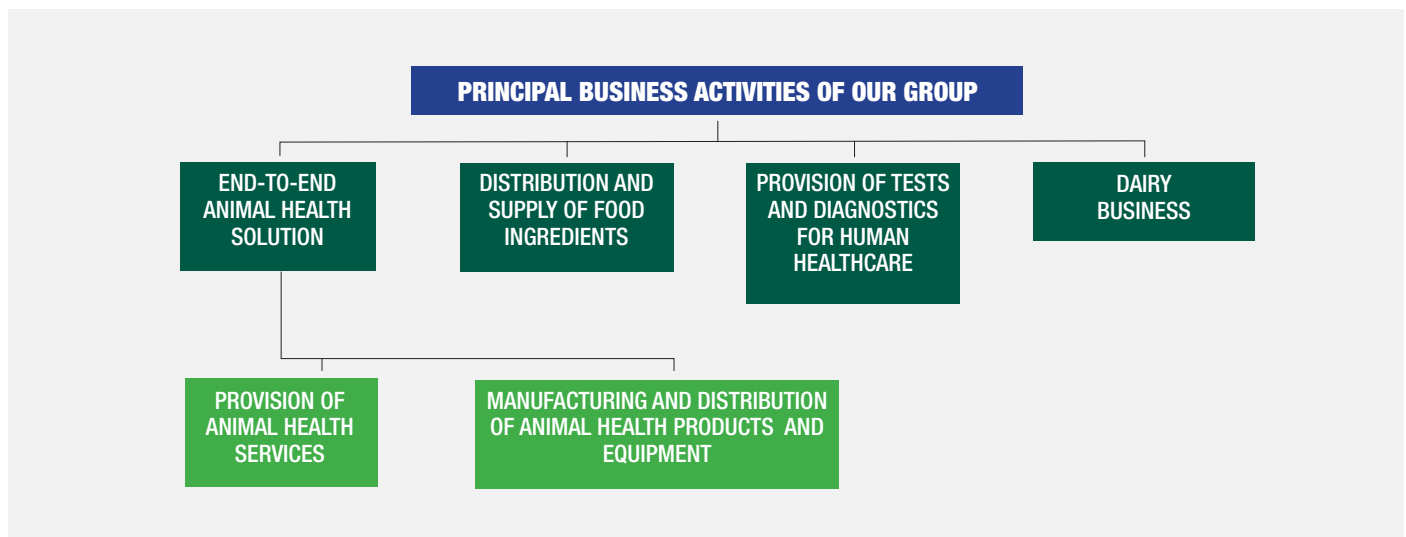 PRINCIPAL BUSINESS ACTIVITIES OF OUR GROUP
END-TO-END
ANIMAL HEALTH
SOLUTION
DISTRIBUTION AND
SUPPLY OF FOOD
INGREDIENTS
PROVISION OF TESTS
AND DIAGNOSTICS
FOR HUMAN
HEALTHCARE
DAIRY
BUSINESS
PROVISION OF
ANIMAL HEALTH
SERVICES
MANUFACTURING AND DISTRIBUTION
OF ANIMAL HEALTH PRODUCTS AND
EQUIPMENT